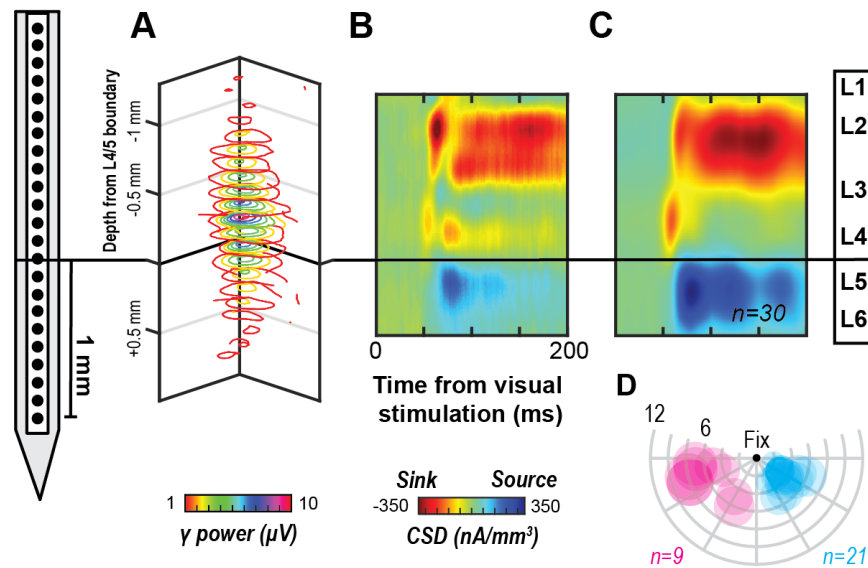 A
B
C
Depth from L4/5 boundary
-1 mm
-0.5 mm
+0.5 mm
1 mm
L1
L2
L3
L4
L5
L6
n=30
0
200
Time from visual
stimulation (ms)
1
10
γ power (μV)
Sink
Source
-350
350
CSD (nA/mm³)
D
12
6
Fix
n=9
n=21